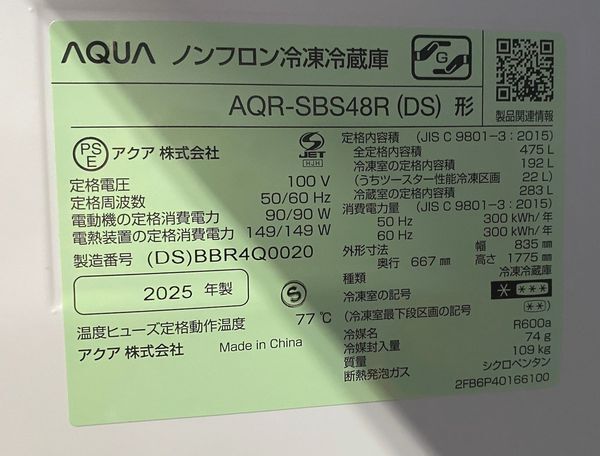 AQUA ノンフロン冷凍冷蔵庫
G
AQR-SBS48R (DS) 形
製品関連情報
PS
E
アクア 株式会社
S
JET
HJH
定格電圧 100 V
定格周波数 50/60 Hz
電動機の定格消費電力 90/90 W
電熱装置の定格消費電力 149/149 W
製造番号 (DS)BBR4Q0020
2025 年製
S
温度ヒューズ定格動作温度 77 ℃
アクア 株式会社 Made in China
定格内容積 (JIS C 9801-3:2015)
全定格内容積 475 L
冷凍室の定格内容積 192 L
(うちツースター性能冷凍区画 22 L)
冷蔵室の定格内容積 283 L
消費電力量 (JIS C 9801-3:2015)
50 Hz 300 kWh/年
60 Hz 300 kWh/年
外形寸法 幅 835 ㎜
奥行 667 ㎜ 高さ 1775 ㎜
種類 冷凍冷蔵庫
冷凍室の記号 * ***
(冷凍室最下段区画の記号 **)
冷媒名 R600a
冷媒封入量 74 g
質量 109 kg
断熱発泡ガス シクロペンタン
2FB6P40166100